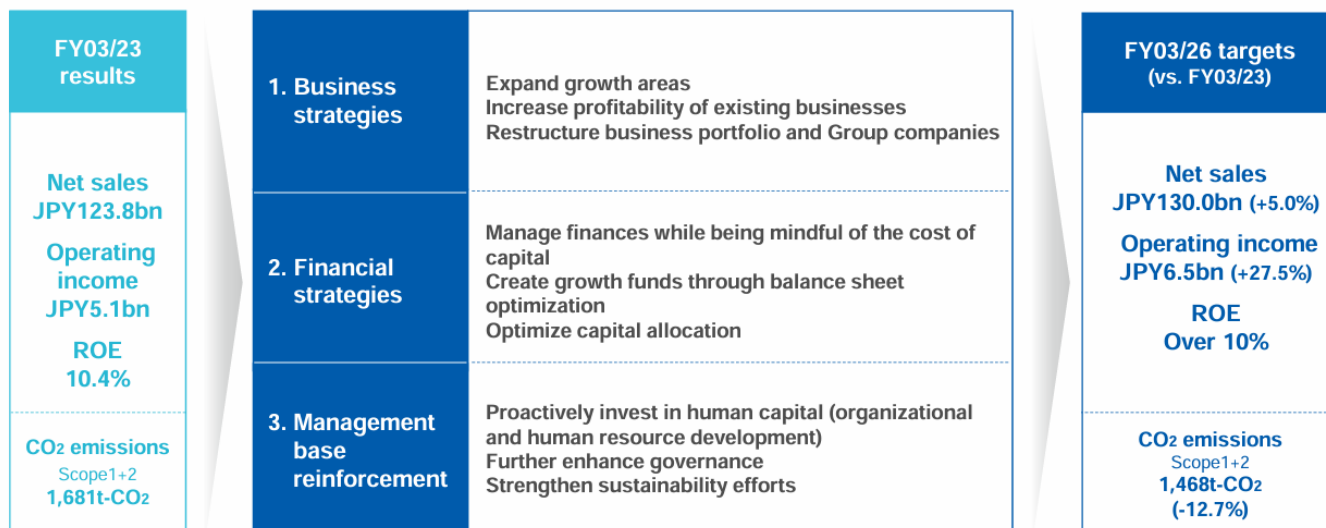 FY03/23
results
Net sales
JPY123.8bn
Operating
income
JPY5.1bn
ROE
10.4%
CO2 emissions
Scope1+2
1,681t-CO2
1. Business
strategies
Expand growth areas
Increase profitability of existing businesses
Restructure business portfolio and Group companies
2. Financial
strategies
Manage finances while being mindful of the cost of
capital
Create growth funds through balance sheet
optimization
Optimize capital allocation
3. Management
base
reinforcement
Proactively invest in human capital (organizational
and human resource development)
Further enhance governance
Strengthen sustainability efforts
FY03/26 targets
(vs. FY03/23)
Net sales
JPY130.0bn (+5.0%)
Operating income
JPY6.5bn (+27.5%)
ROE
Over 10%
CO2 emissions
Scope1+2
1,468t-CO2
(-12.7%)